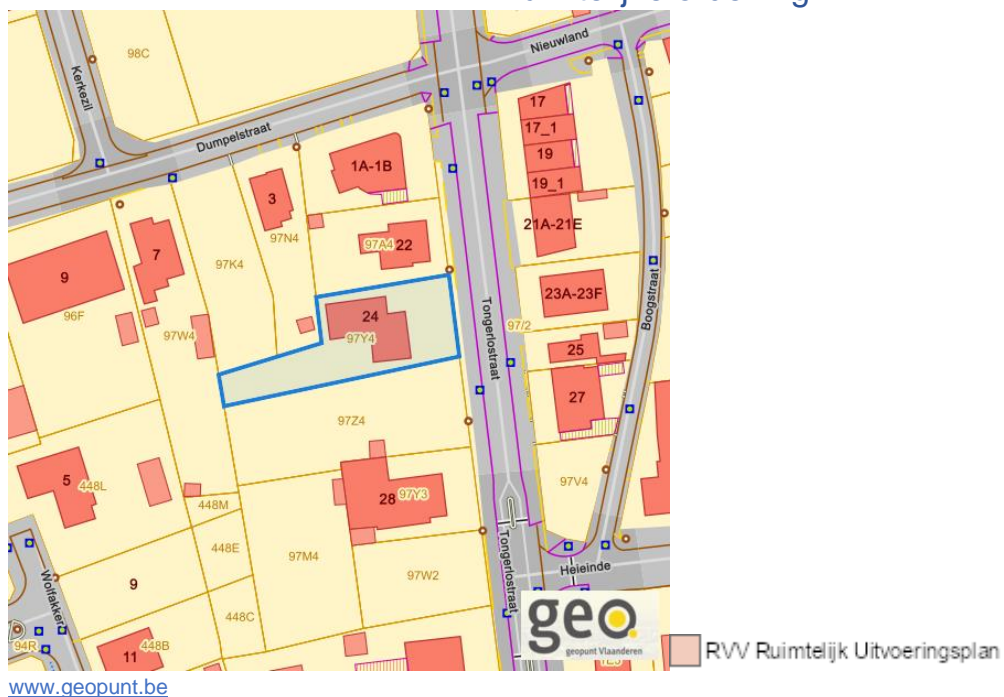 98C
Nieuwland
Kerkezil
Dumpelstraat
17
17_1
1A-1B
19
19_1
3
21A-21E
97N4
97A4 22
7
97K4
9
23A-23F
96F
24
97/2
97W4
97Y4
Tongerlostraat
Boogstraat
25
27
97Z4
5 448L
97V4
28 97Y3
448M
448E
97M4
Tongerlostraat
Heieinde
97W2
Wolfakker
9
448C
geo.
geopunt Vlaanderen
94R
448B
11
RVV Ruimtelijk Uitvoeringsplan
www.geopunt.be